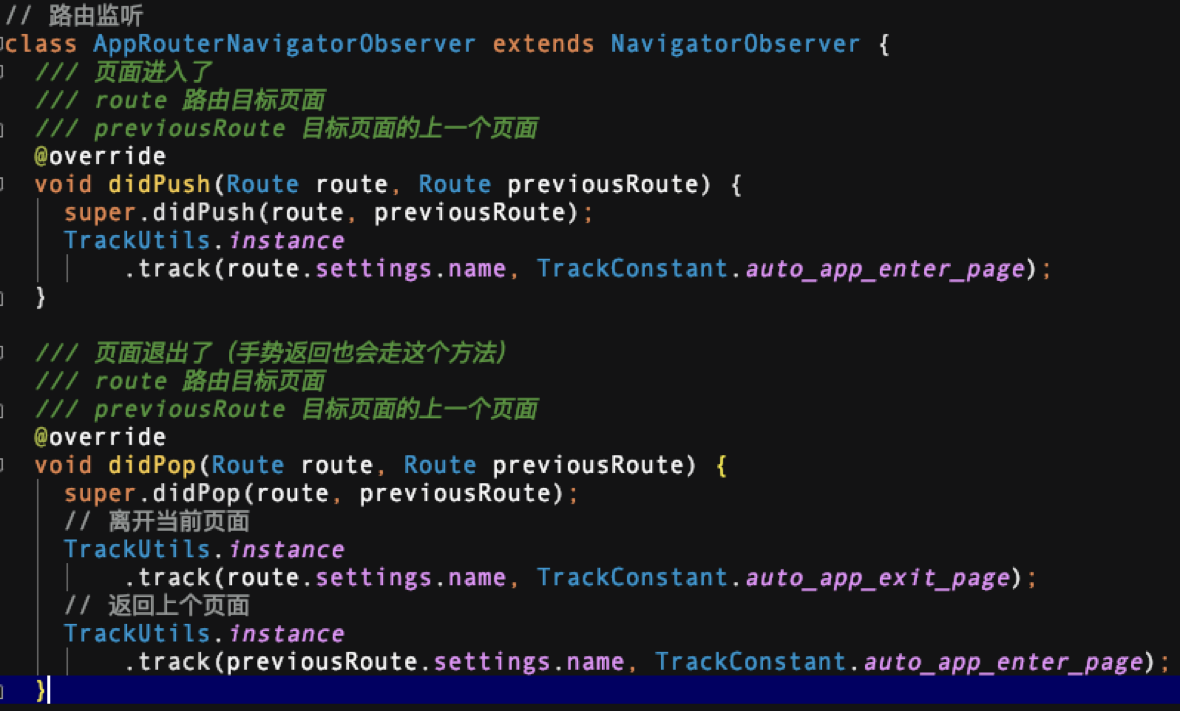 // 路由监听
class AppRouterNavigatorObserver extends NavigatorObserver {
/// 页面进入了
/// route 路由目标页面
/// previousRoute 目标页面的上一个页面
@override
void didPush(Route route, Route previousRoute) {
super.didPush(route, previousRoute);
TrackUtils.instance
.track(route.settings.name, TrackConstant.auto_app_enter_page);
}
/// 页面退出了（手势返回也会走这个方法）
/// route 路由目标页面
/// previousRoute 目标页面的上一个页面
@override
void didPop(Route route, Route previousRoute) {
super.didPop(route, previousRoute);
// 离开当前页面
TrackUtils.instance
.track(route.settings.name, TrackConstant.auto_app_exit_page);
// 返回上个页面
TrackUtils.instance
.track(previousRoute.settings.name, TrackConstant.auto_app_enter_page);
}